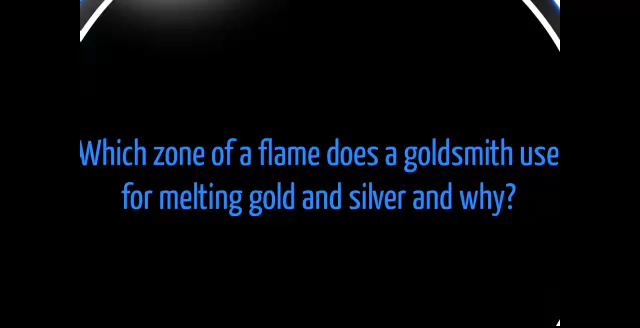 Which zone of a flame does a goldsmith use
for melting gold and silver and why?